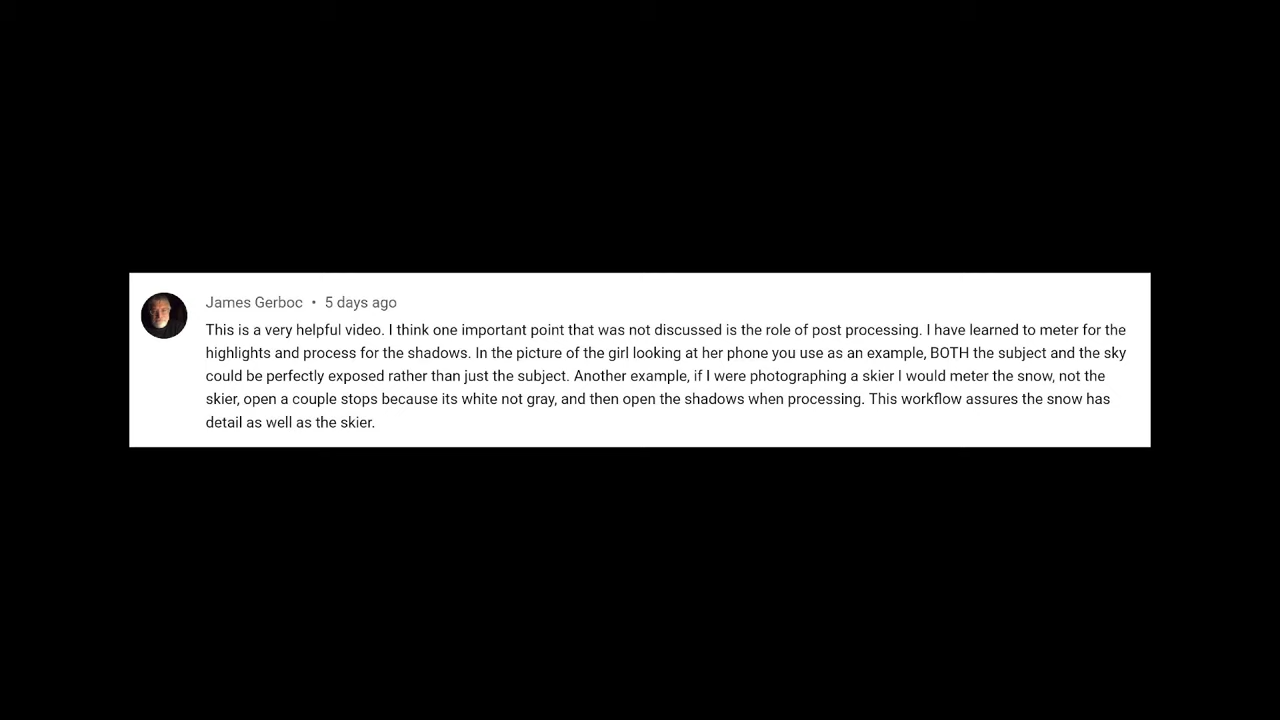 James Gerboc • 5 days ago
This is a very helpful video. I think one important point that was not discussed is the role of post processing. I have learned to meter for the
highlights and process for the shadows. In the picture of the girl looking at her phone you use as an example, BOTH the subject and the sky
could be perfectly exposed rather than just the subject. Another example, if I were photographing a skier I would meter the snow, not the
skier, open a couple stops because its white not gray, and then open the shadows when processing. This workflow assures the snow has
detail as well as the skier.